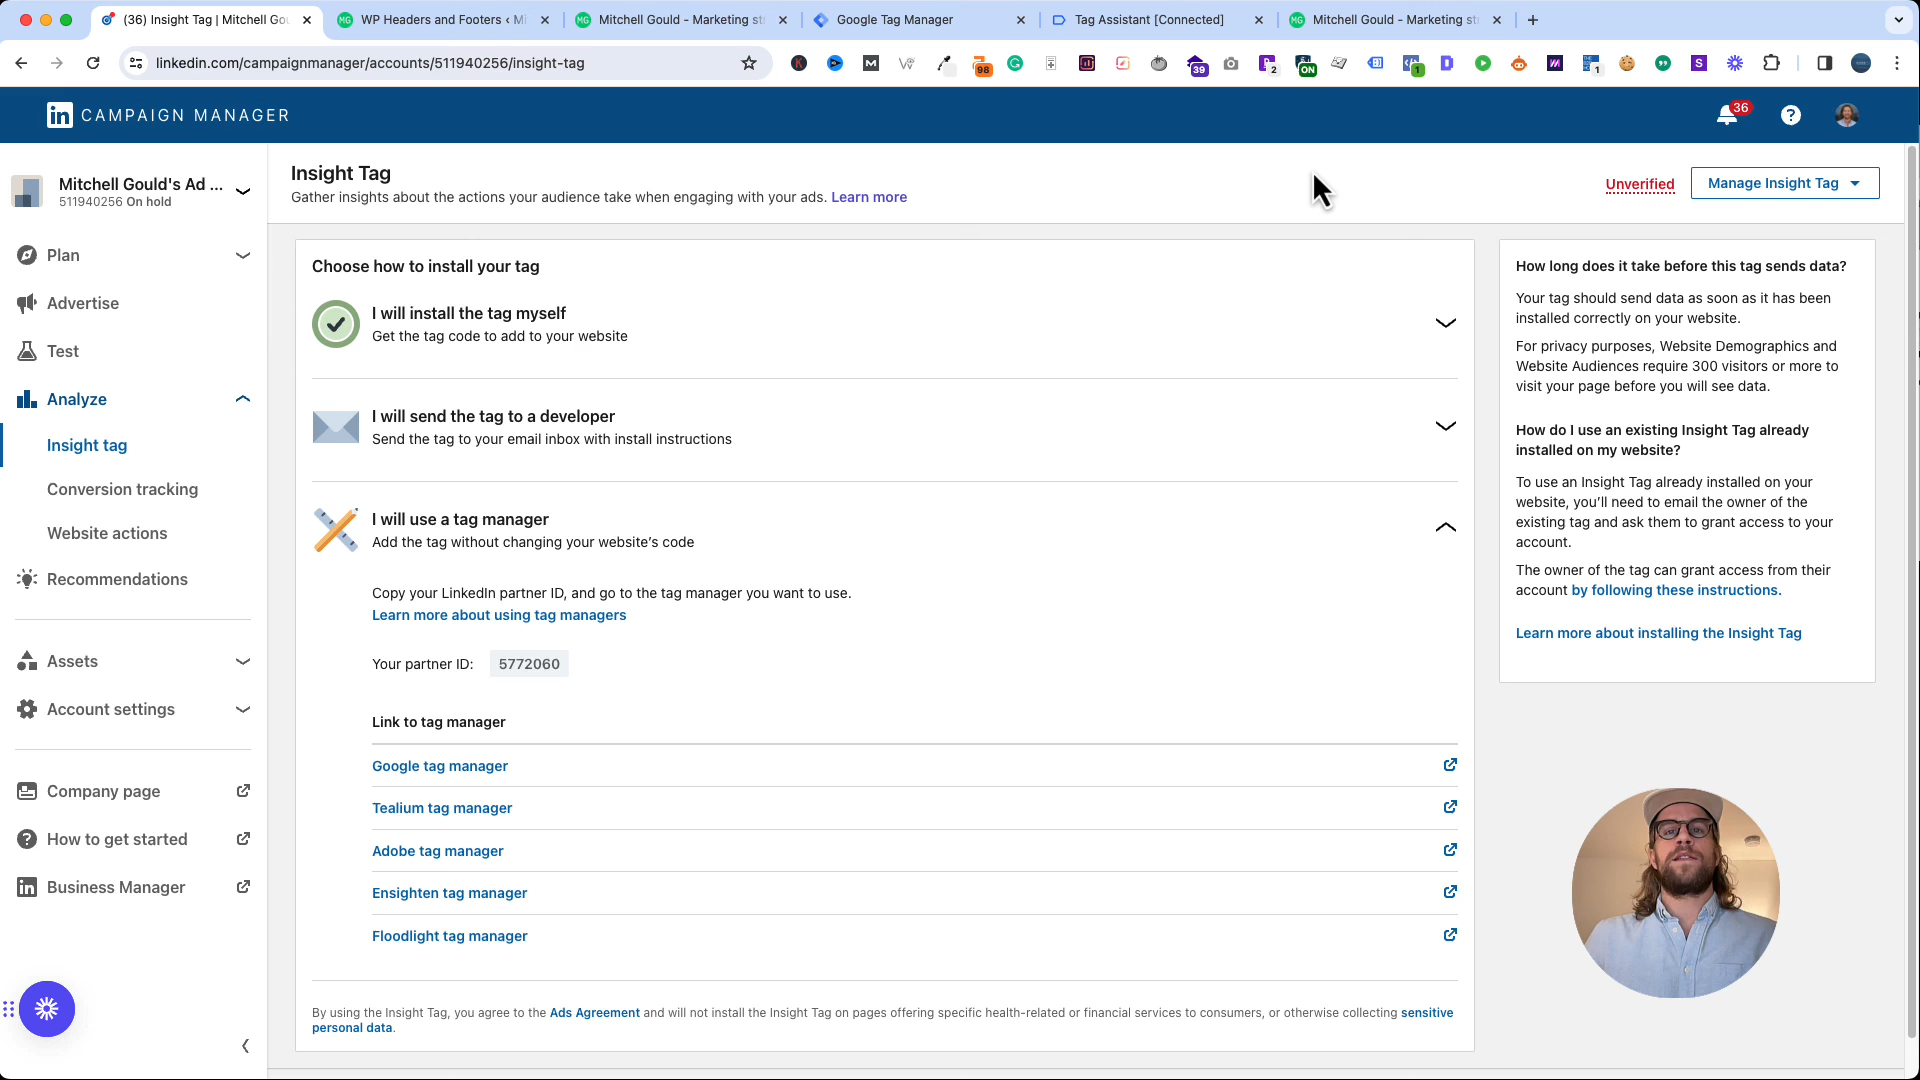 (36) Insight Tag | Mitchell Go
WP Headers and Footers ‹ Mi
Mitchell Gould - Marketing st
Google Tag Manager
Tag Assistant [Connected]
Mitchell Gould - Marketing st
linkedin.com/campaignmanager/accounts/511940256/insight-tag
98
39
2
ON
1
1
in CAMPAIGN MANAGER
36
Mitchell Gould's Ad ...
511940256 On hold
Plan
Advertise
Test
Analyze
Insight tag
Conversion tracking
Website actions
Recommendations
Assets
Account settings
Company page
How to get started
Business Manager
Insight Tag
Gather insights about the actions your audience take when engaging with your ads. Learn more
Unverified
Manage Insight Tag
Choose how to install your tag
I will install the tag myself
Get the tag code to add to your website
I will send the tag to a developer
Send the tag to your email inbox with install instructions
I will use a tag manager
Add the tag without changing your website's code
Copy your LinkedIn partner ID, and go to the tag manager you want to use.
Learn more about using tag managers
Your partner ID: 5772060
Link to tag manager
Google tag manager
Tealium tag manager
Adobe tag manager
Ensighten tag manager
Floodlight tag manager
By using the Insight Tag, you agree to the Ads Agreement and will not install the Insight Tag on pages offering specific health-related or financial services to consumers, or otherwise collecting sensitive
personal data.
How long does it take before this tag sends data?
Your tag should send data as soon as it has been
installed correctly on your website.
For privacy purposes, Website Demographics and
Website Audiences require 300 visitors or more to
visit your page before you will see data.
How do I use an existing Insight Tag already
installed on my website?
To use an Insight Tag already installed on your
website, you'll need to email the owner of the
existing tag and ask them to grant access to your
account.
The owner of the tag can grant access from their
account by following these instructions.
Learn more about installing the Insight Tag